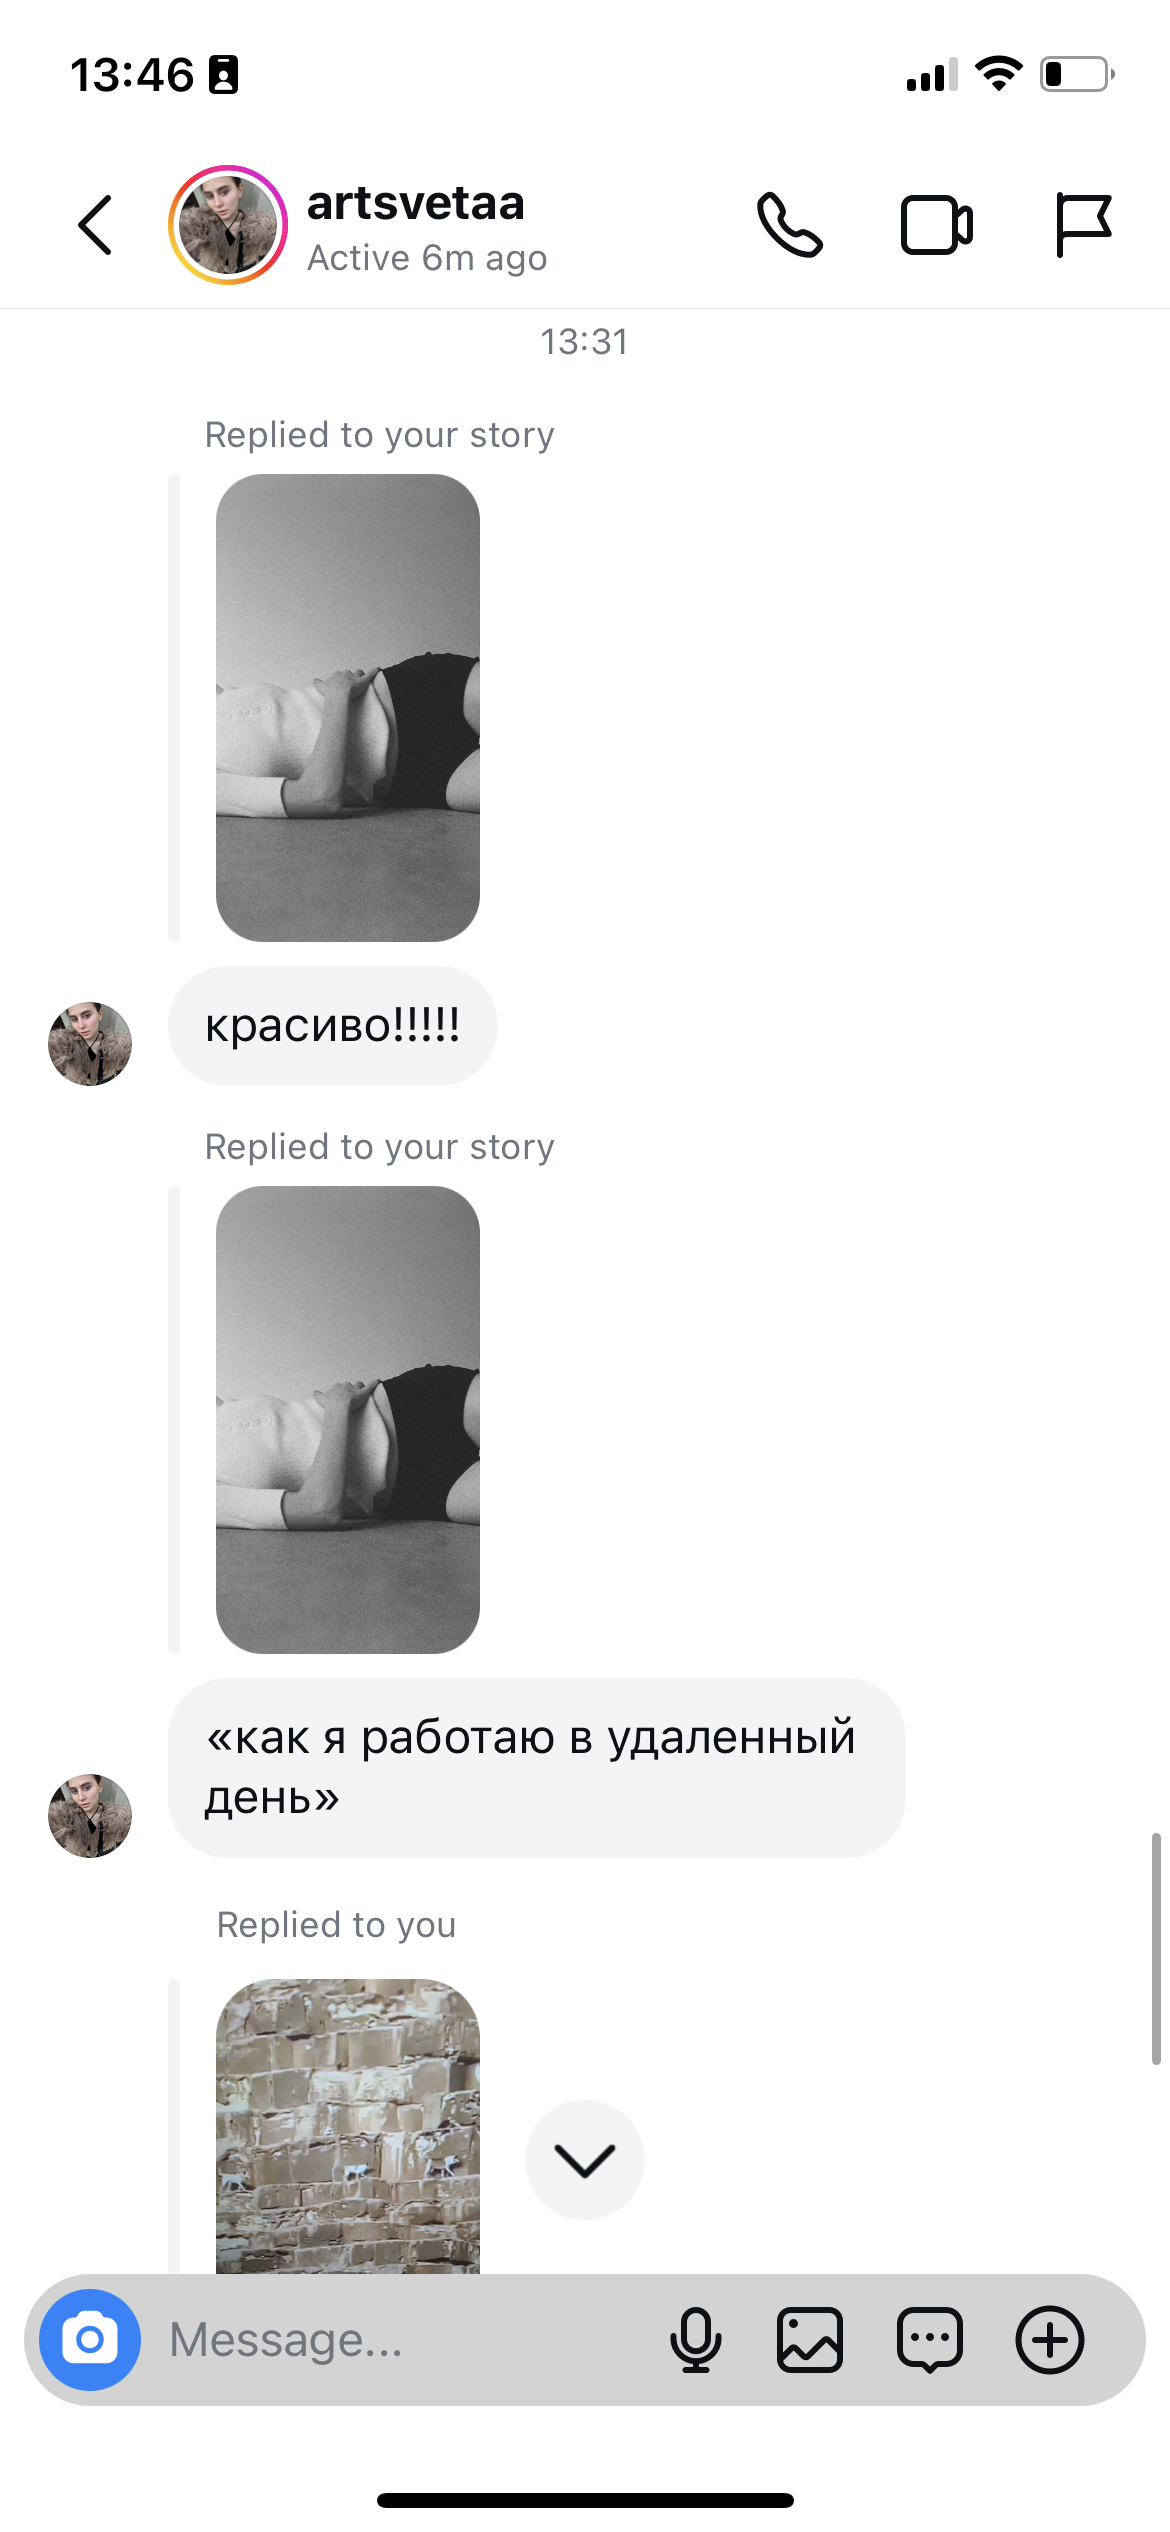 13:46
artsvetaa
Active 6m ago
13:31
Replied to your story
красиво!!!!!
Replied to your story
«как я работаю в удаленный
день»
Replied to you
Message...